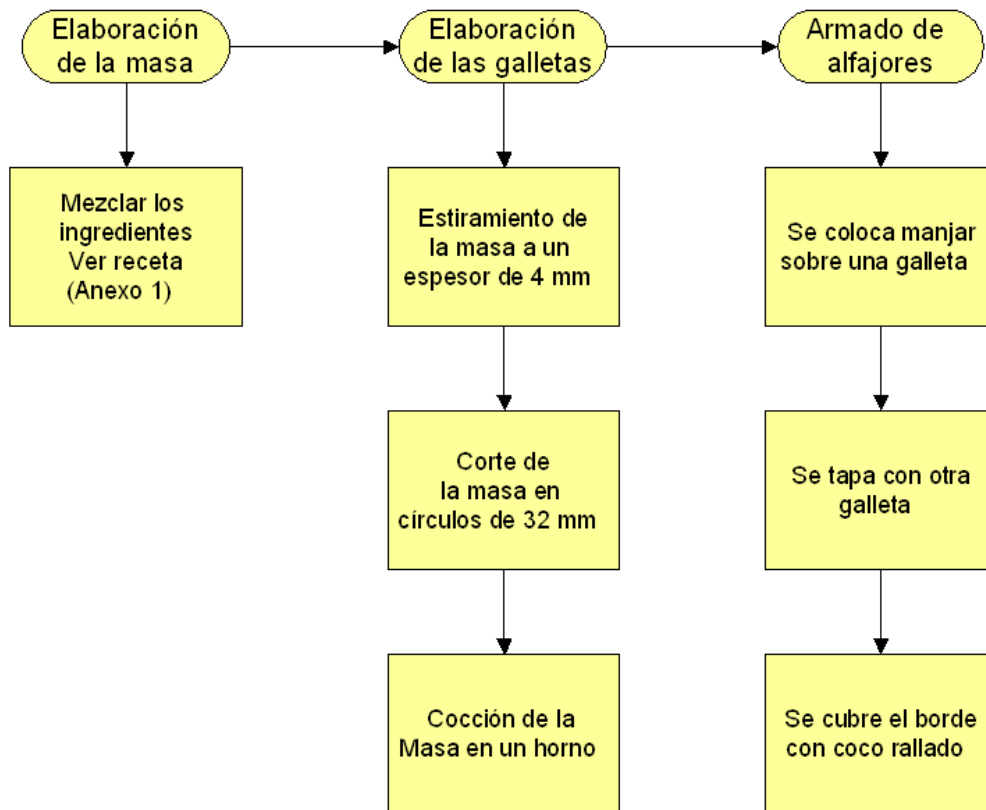 Elaboración
de la masa
Elaboración
de las galletas
Armado de
alfajores
Mezclar los
ingredientes
Ver receta
(Anexo 1)
Estiramiento de
la masa a un
espesor de 4 mm
Corte de
la masa en
círculos de 32 mm
Cocción de la
Masa en un horno
Se coloca manjar
sobre una galleta
Se tapa con otra
galleta
Se cubre el borde
con coco rallado